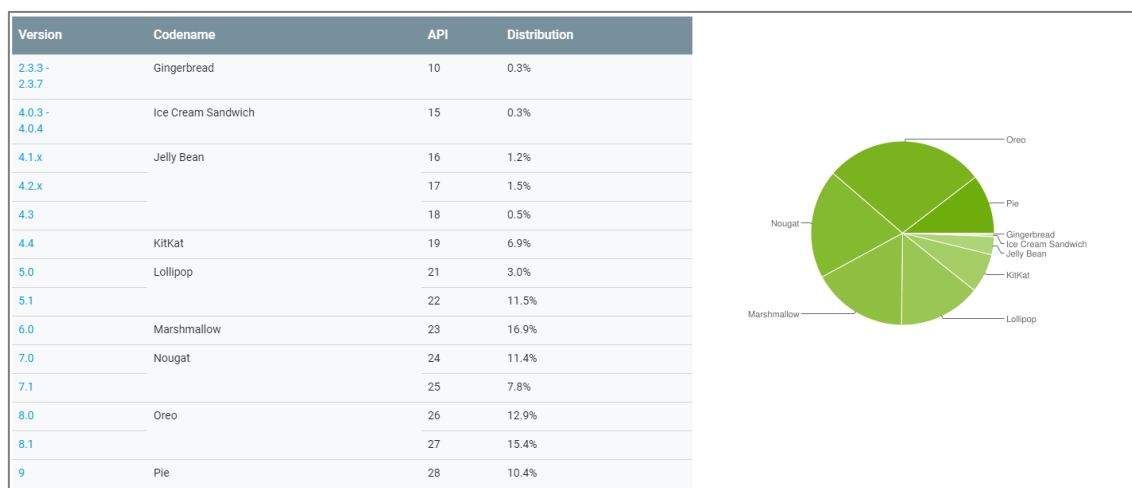 Version Codename API Distribution
2.3.3 - Gingerbread 10 0.3%
2.3.7
4.0.3 - Ice Cream Sandwich 15 0.3%
4.0.4
4.1.x Jelly Bean 16 1.2%
4.2.x 17 1.5%
4.3 18 0.5%
4.4 KitKat 19 6.9%
5.0 Lollipop 21 3.0%
5.1 22 11.5%
6.0 Marshmallow 23 16.9%
7.0 Nougat 24 11.4%
7.1 25 7.8%
8.0 Oreo 26 12.9%
8.1 27 15.4%
9 Pie 28 10.4%
Oreo
Pie
Nougat
Gingerbread
Ice Cream Sandwich
Jelly Bean
KitKat
Marshmallow
Lollipop